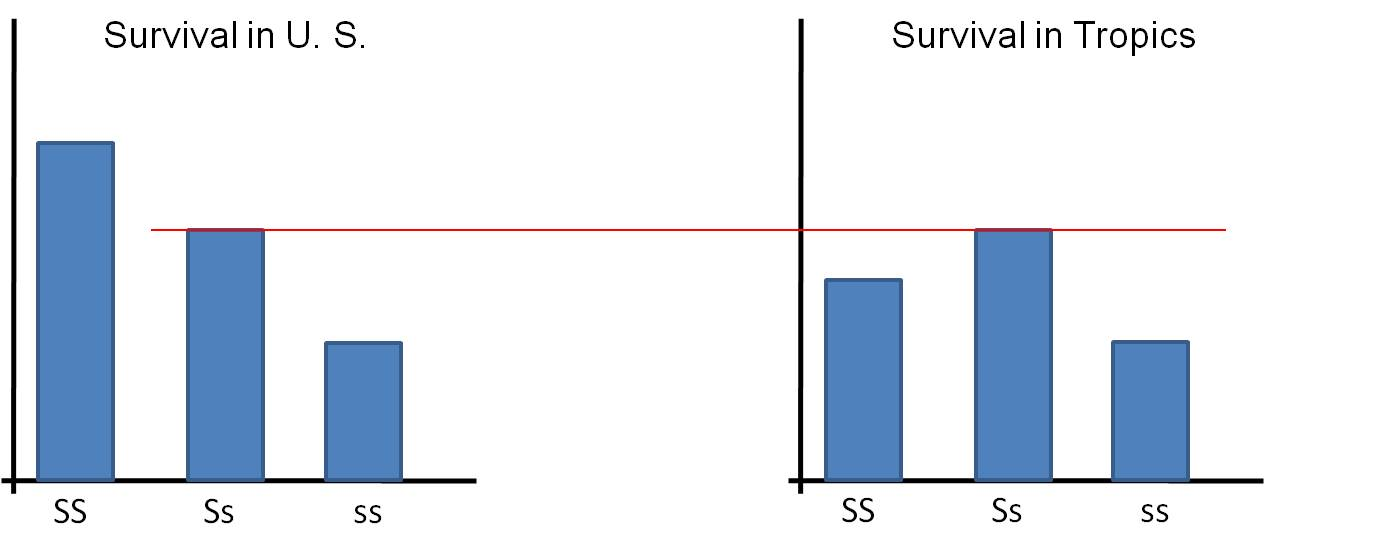 Survival in U. S.
Survival in Tropics
SS Ss ss
SS Ss ss